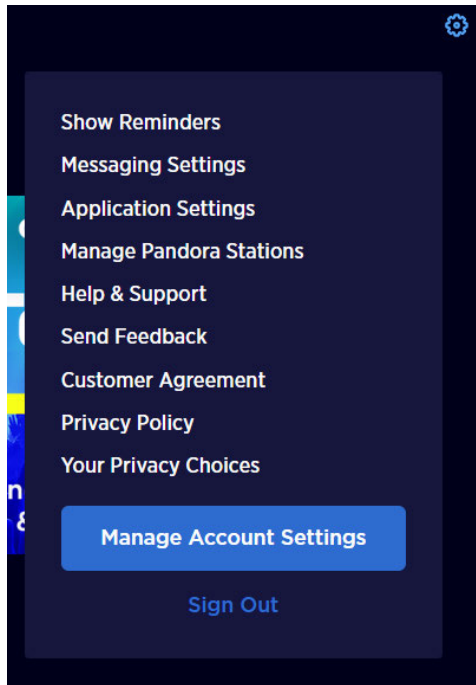 Show Reminders
Messaging Settings
Application Settings
Manage Pandora Stations
Help & Support
Send Feedback
Customer Agreement
Privacy Policy
Your Privacy Choices
Manage Account Settings
Sign Out